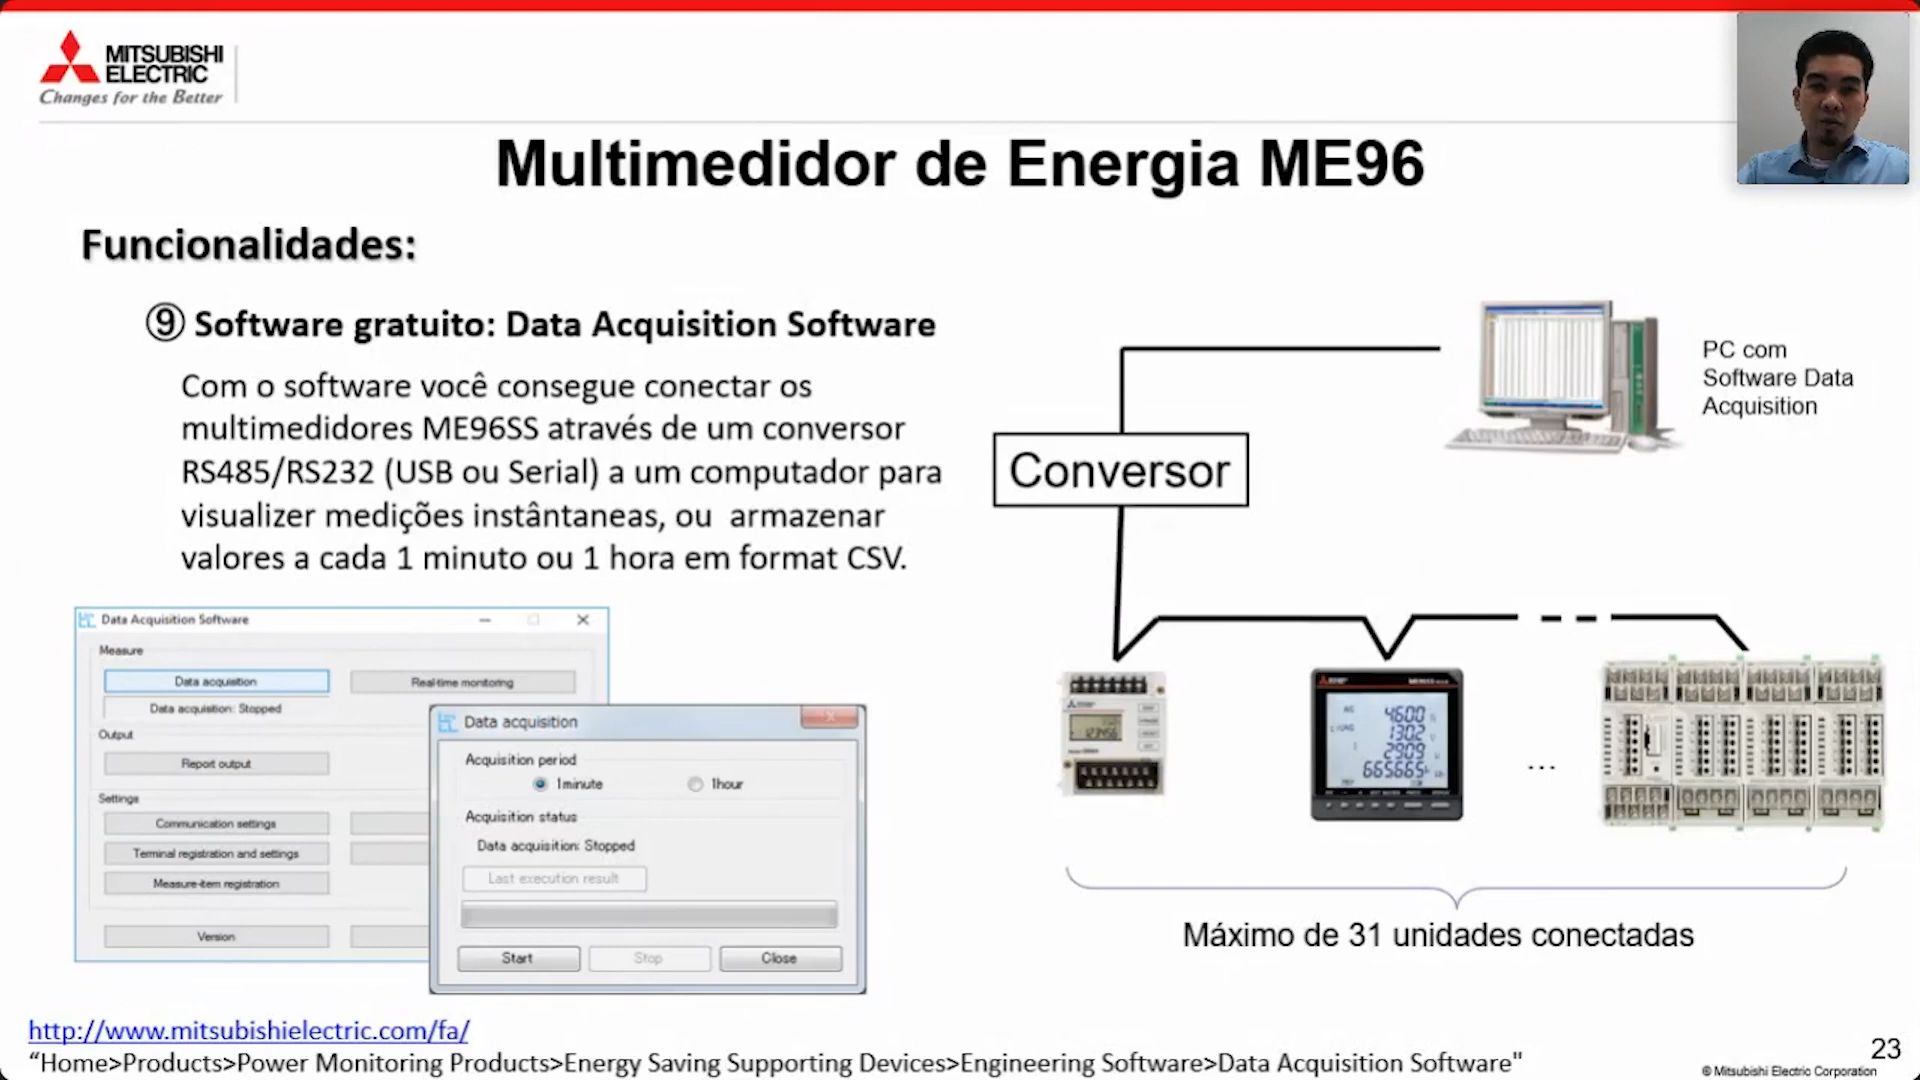 MITSUBISHI
ELECTRIC
Changes for the Better
Multimedidor de Energia ME96
Funcionalidades:
⑨ Software gratuito: Data Acquisition Software
Com o software você consegue conectar os
multimedidores ME96SS através de um conversor
RS485/RS232 (USB ou Serial) a um computador para
visualizer medições instântaneas, ou armazenar
valores a cada 1 minuto ou 1 hora em format CSV.
PC com
Software Data
Acquisition
Conversor
Data Acquisition Software
Measure
Data acquisition
Real-time monitoring
Data acquisition: Stopped
Output
Report output
Settings
Communication settings
Terminal registration and settings
Measure-item registration
Version
Data acquisition
Acquisition period
1minute
1hour
Acquisition status
Data acquisition: Stopped
Last execution result
Start
Stop
Close
4600
1302
2909
665665
...
Máximo de 31 unidades conectadas
http://www.mitsubishielectric.com/fa/
“Home>Products>Power Monitoring Products>Energy Saving Supporting Devices>Engineering Software>Data Acquisition Software"
23
© Mitsubishi Electric Corporation